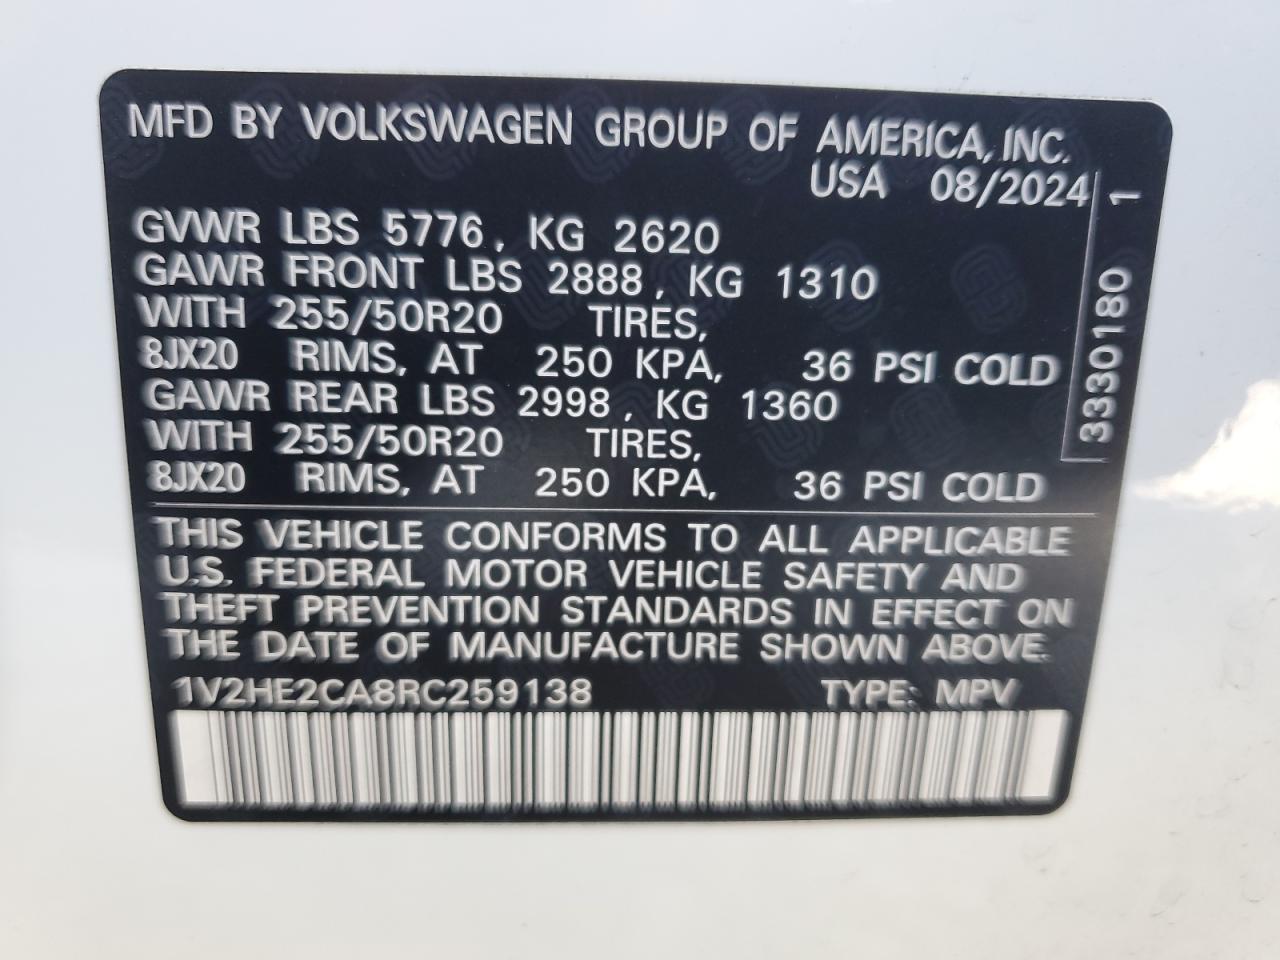 MFD BY VOLKSWAGEN GROUP OF AMERICA, INC.
USA 08/2024
GVWR LBS 5776, KG 2620
GAWR FRONT LBS 2888, KG 1310
WITH 255/50R20 TIRES,
8JX20 RIMS, AT 250 KPA, 36 PSI COLD
GAWR REAR LBS 2998, KG 1360
WITH 255/50R20 TIRES,
8JX20 RIMS, AT 250 KPA, 36 PSI COLD
3330180 1
THIS VEHICLE CONFORMS TO ALL APPLICABLE
U.S. FEDERAL MOTOR VEHICLE SAFETY AND
THEFT PREVENTION STANDARDS IN EFFECT ON
THE DATE OF MANUFACTURE SHOWN ABOVE.
1V2HE2CA8RC259138 TYPE: MPV